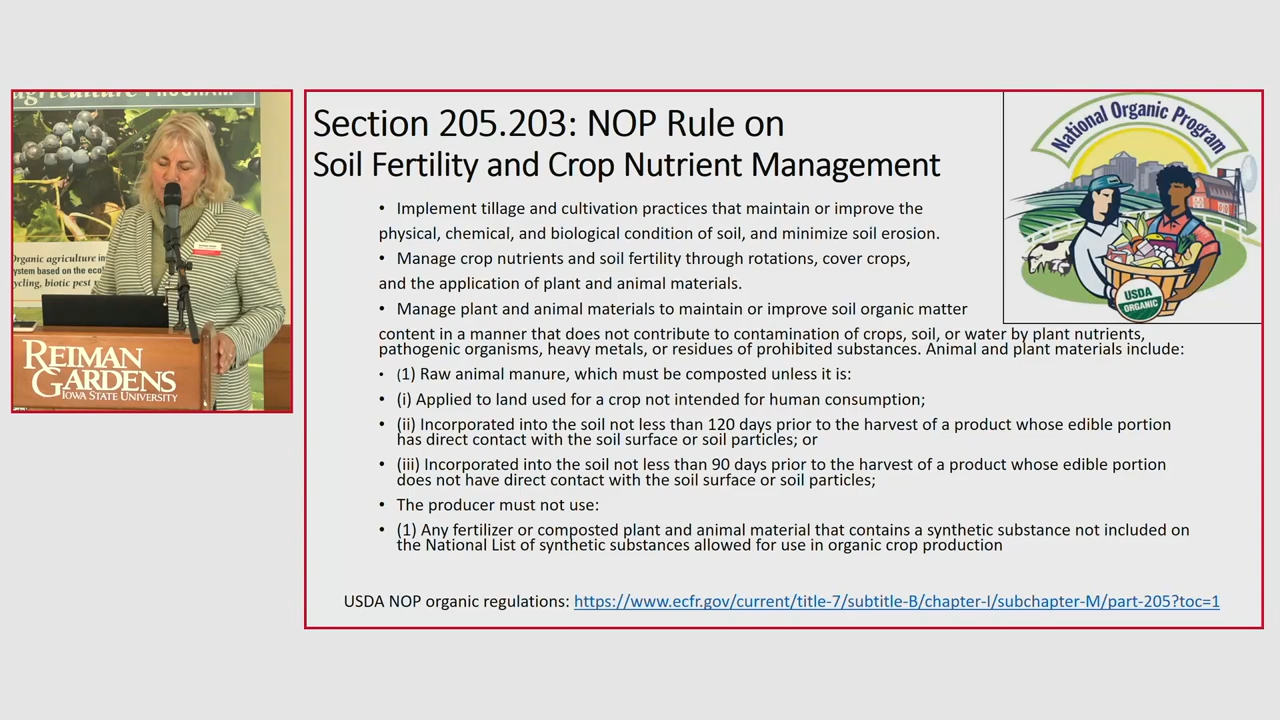 agriculture PROGRAM
Organic agriculture in
ystem based on the eco
ycling, biotic pest
REIMAN
GARDENS
IOWA STATE UNIVERSITY
Section 205.203: NOP Rule on
Soil Fertility and Crop Nutrient Management
National Organic Program
USDA
ORGANIC
• Implement tillage and cultivation practices that maintain or improve the
physical, chemical, and biological condition of soil, and minimize soil erosion.
• Manage crop nutrients and soil fertility through rotations, cover crops,
and the application of plant and animal materials.
• Manage plant and animal materials to maintain or improve soil organic matter
content in a manner that does not contribute to contamination of crops, soil, or water by plant nutrients,
pathogenic organisms, heavy metals, or residues of prohibited substances. Animal and plant materials include:
• (1) Raw animal manure, which must be composted unless it is:
• (i) Applied to land used for a crop not intended for human consumption;
• (ii) Incorporated into the soil not less than 120 days prior to the harvest of a product whose edible portion
has direct contact with the soil surface or soil particles; or
• (iii) Incorporated into the soil not less than 90 days prior to the harvest of a product whose edible portion
does not have direct contact with the soil surface or soil particles;
• The producer must not use:
• (1) Any fertilizer or composted plant and animal material that contains a synthetic substance not included on
the National List of synthetic substances allowed for use in organic crop production
USDA NOP organic regulations: https://www.ecfr.gov/current/title-7/subtitle-B/chapter-I/subchapter-M/part-205?toc=1